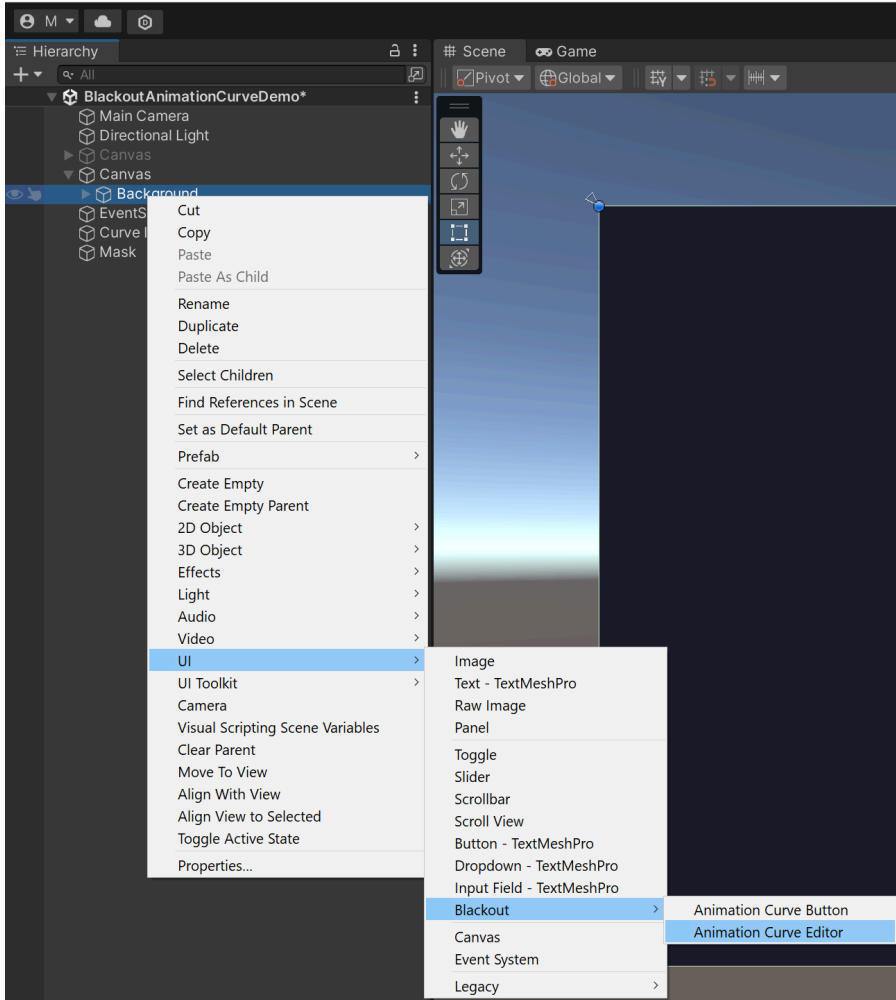 M
Hierarchy
All
BlackoutAnimationCurveDemo*
Main Camera
Directional Light
Canvas
Canvas
Background
EventS
Curve
Mask
Scene
Game
Pivot
Global
Cut
Copy
Paste
Paste As Child
Rename
Duplicate
Delete
Select Children
Find References in Scene
Set as Default Parent
Prefab
Create Empty
Create Empty Parent
2D Object
3D Object
Effects
Light
Audio
Video
UI
UI Toolkit
Camera
Visual Scripting Scene Variables
Clear Parent
Move To View
Align With View
Align View to Selected
Toggle Active State
Properties...
Image
Text - TextMeshPro
Raw Image
Panel
Toggle
Slider
Scrollbar
Scroll View
Button - TextMeshPro
Dropdown - TextMeshPro
Input Field - TextMeshPro
Blackout
Canvas
Event System
Legacy
Animation Curve Button
Animation Curve Editor